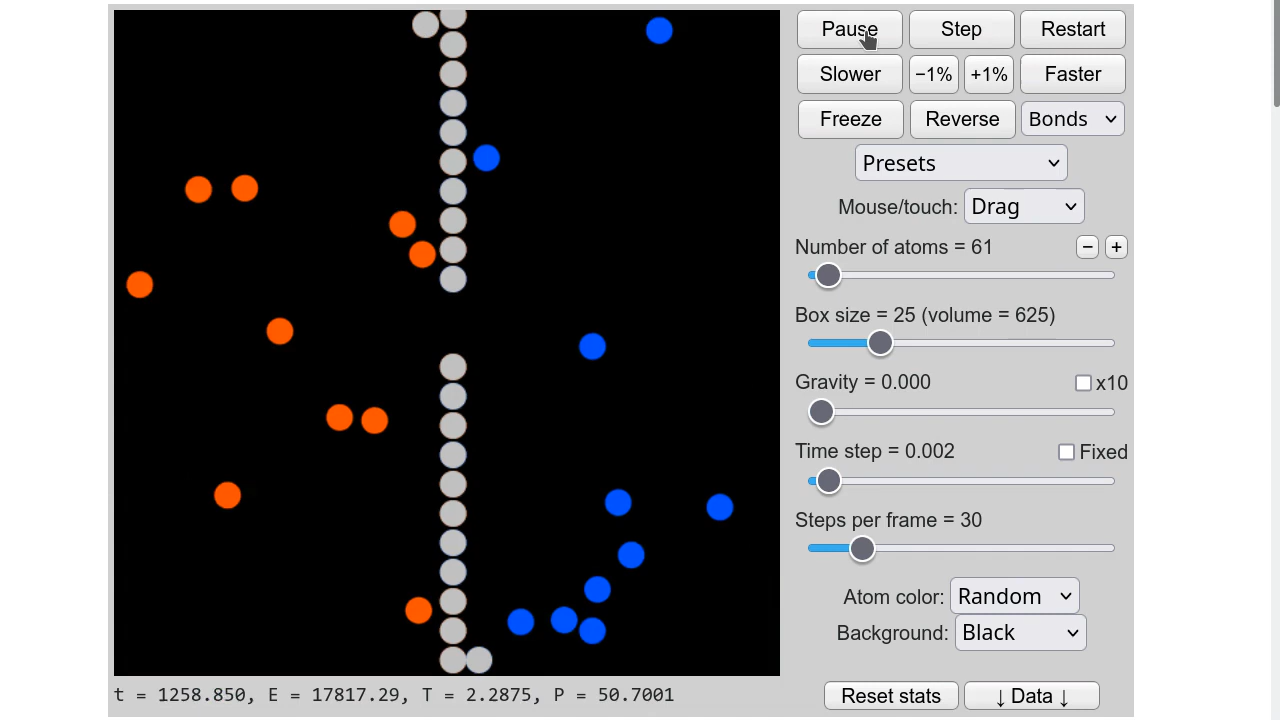 Pause Step Restart
Slower −1% +1% Faster
Freeze Reverse Bonds
Presets
Mouse/touch: Drag
Number of atoms = 61 − +
Box size = 25 (volume = 625)
Gravity = 0.000 x10
Time step = 0.002 Fixed
Steps per frame = 30
Atom color: Random
Background: Black
t = 1258.850, E = 17817.29, T = 2.2875, P = 50.7001
Reset stats ↓ Data ↓